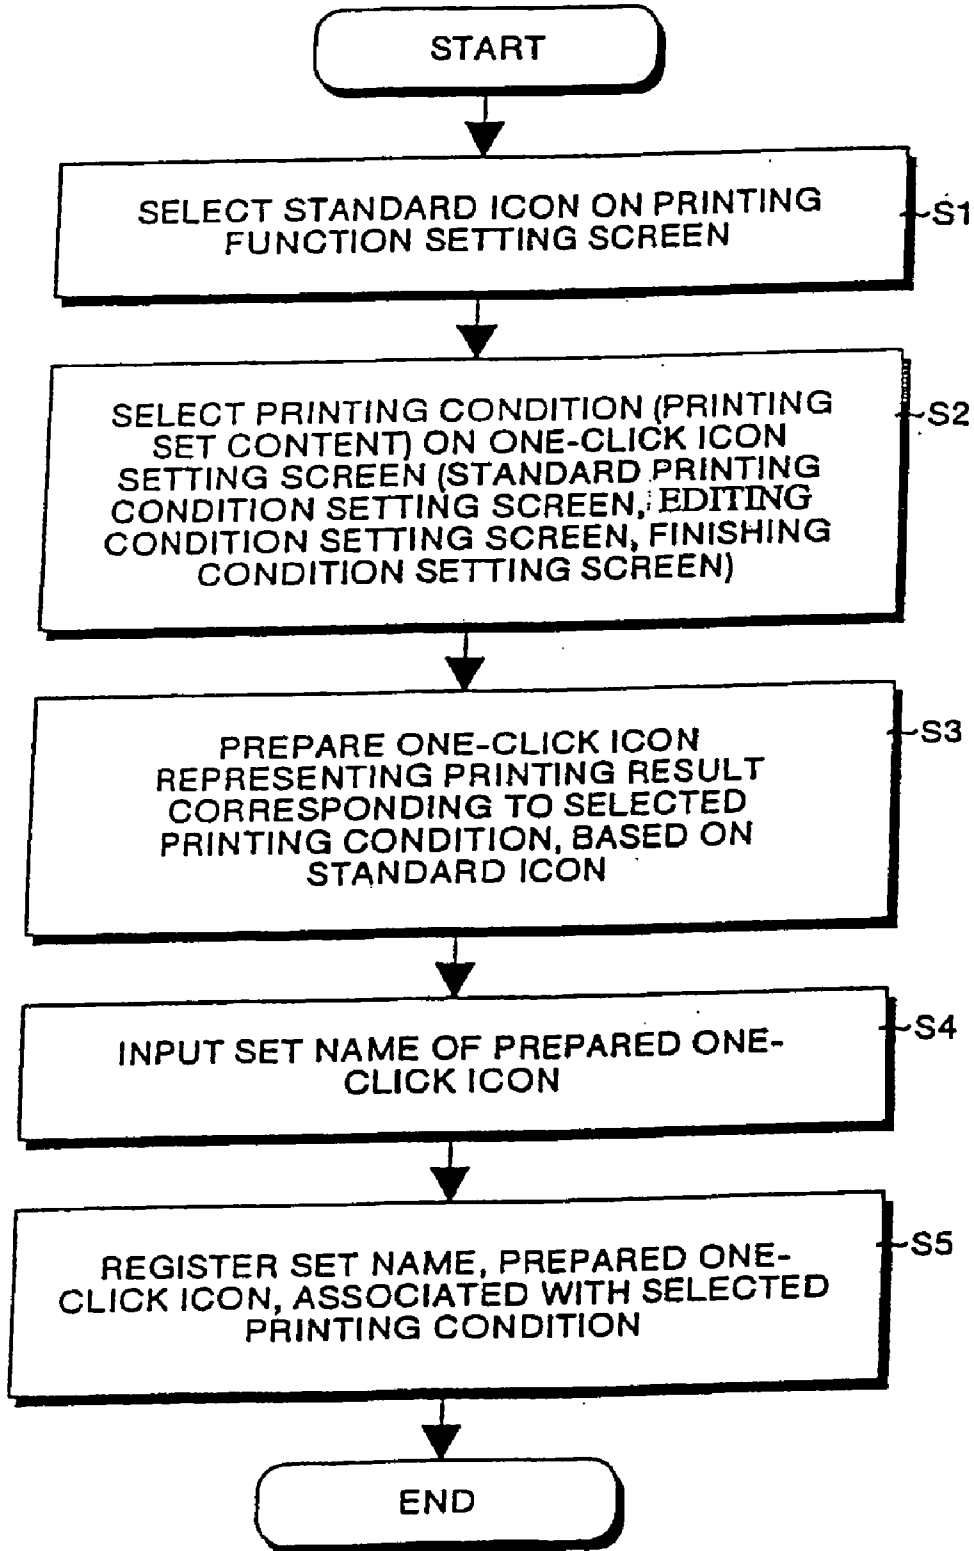 START
SELECT STANDARD ICON ON PRINTING
FUNCTION SETTING SCREEN
S1
SELECT PRINTING CONDITION (PRINTING
SET CONTENT) ON ONE-CLICK ICON
SETTING SCREEN (STANDARD PRINTING
CONDITION SETTING SCREEN, EDITING
CONDITION SETTING SCREEN, FINISHING
CONDITION SETTING SCREEN)
S2
PREPARE ONE-CLICK ICON
REPRESENTING PRINTING RESULT
CORRESPONDING TO SELECTED
PRINTING CONDITION, BASED ON
STANDARD ICON
S3
INPUT SET NAME OF PREPARED ONE-
CLICK ICON
S4
REGISTER SET NAME, PREPARED ONE-
CLICK ICON, ASSOCIATED WITH SELECTED
PRINTING CONDITION
S5
END